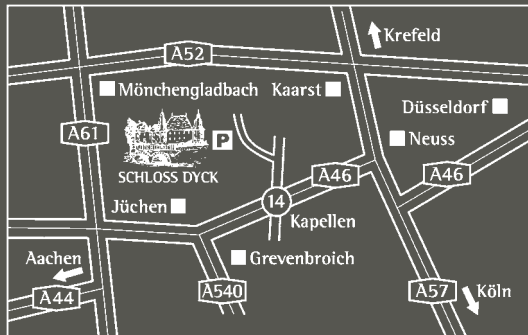 Krefeld
A52
Mönchengladbach
Kaarst
Düsseldorf
A61
P
Neuss
SCHLOSS DYCK
A46
A46
Jüchen
14
Kapellen
Aachen
Grevenbroich
A44
A540
A57
Köln